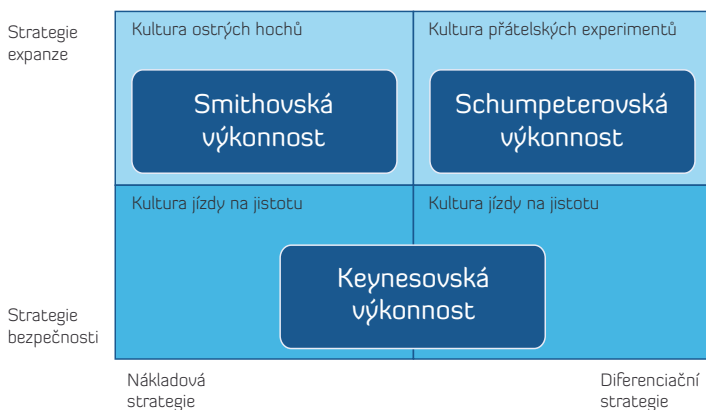 Strategie
expanze
Kultura ostrých hochů
Kultura přátelských experimentů
Smithovská
výkonnost
Schumpeterovská
výkonnost
Kultura jízdy na jistotu
Kultura jízdy na jistotu
Keynesovská
výkonnost
Strategie
bezpečnosti
Nákladová
strategie
Diferenciační
strategie